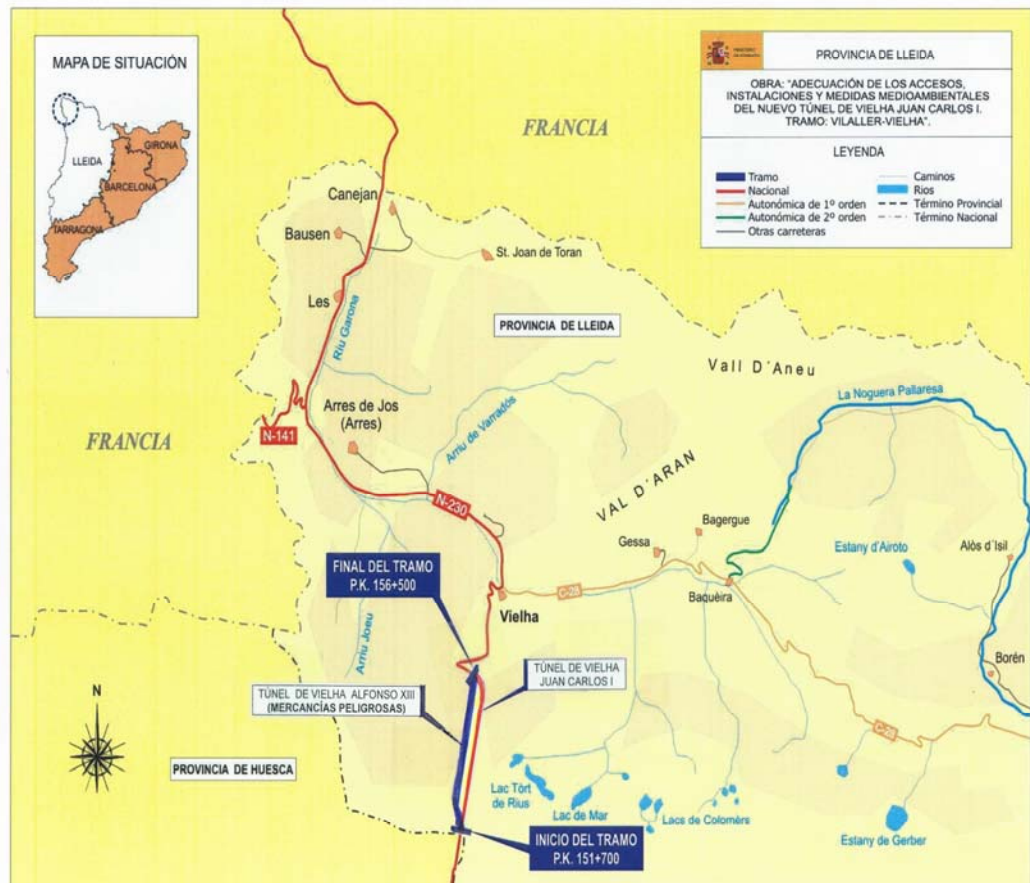 MAPA DE SITUACIÓN
GIRONA
LLEIDA
BARCELONA
TARRAGONA
PROVINCIA DE LLEIDA
OBRA: "ADECUACIÓN DE LOS ACCESOS,
INSTALACIONES Y MEDIDAS MEDIOAMBIENTALES
DEL NUEVO TÚNEL DE VIELHA JUAN CARLOS I.
TRAMO: VILALLER-VIELHA".
LEYENDA
Tramo
Nacional
Autonómica de 1º orden
Autonómica de 2º orden
Otras carreteras
Caminos
Rios
Término Provincial
Término Nacional
FRANCIA
Canejan
Bausen
St. Joan de Toran
Les
Riu Garona
PROVINCIA DE LLEIDA
Vall D´Aneu
La Noguera Pallaresa
Arres de Jos
(Arres)
Arriu de Varradós
FRANCIA
N-141
N-230
VAL D´ARAN
Bagergue
Gessa
Estany d'Airoto
Alòs d´Isil
FINAL DEL TRAMO
P.K. 156+500
C-28
Baquèira
Vielha
Arriu Joeu
Borén
TÚNEL DE VIELHA
JUAN CARLOS I
TÚNEL DE VIELHA ALFONSO XIII
(MERCANCÍAS PELIGROSAS)
N
C-28
PROVINCIA DE HUESCA
Lac Tòrt
de Rius
Lac de Mar
Lacs de Colomèrs
Estany de Gerber
INICIO DEL TRAMO
P.K. 151+700